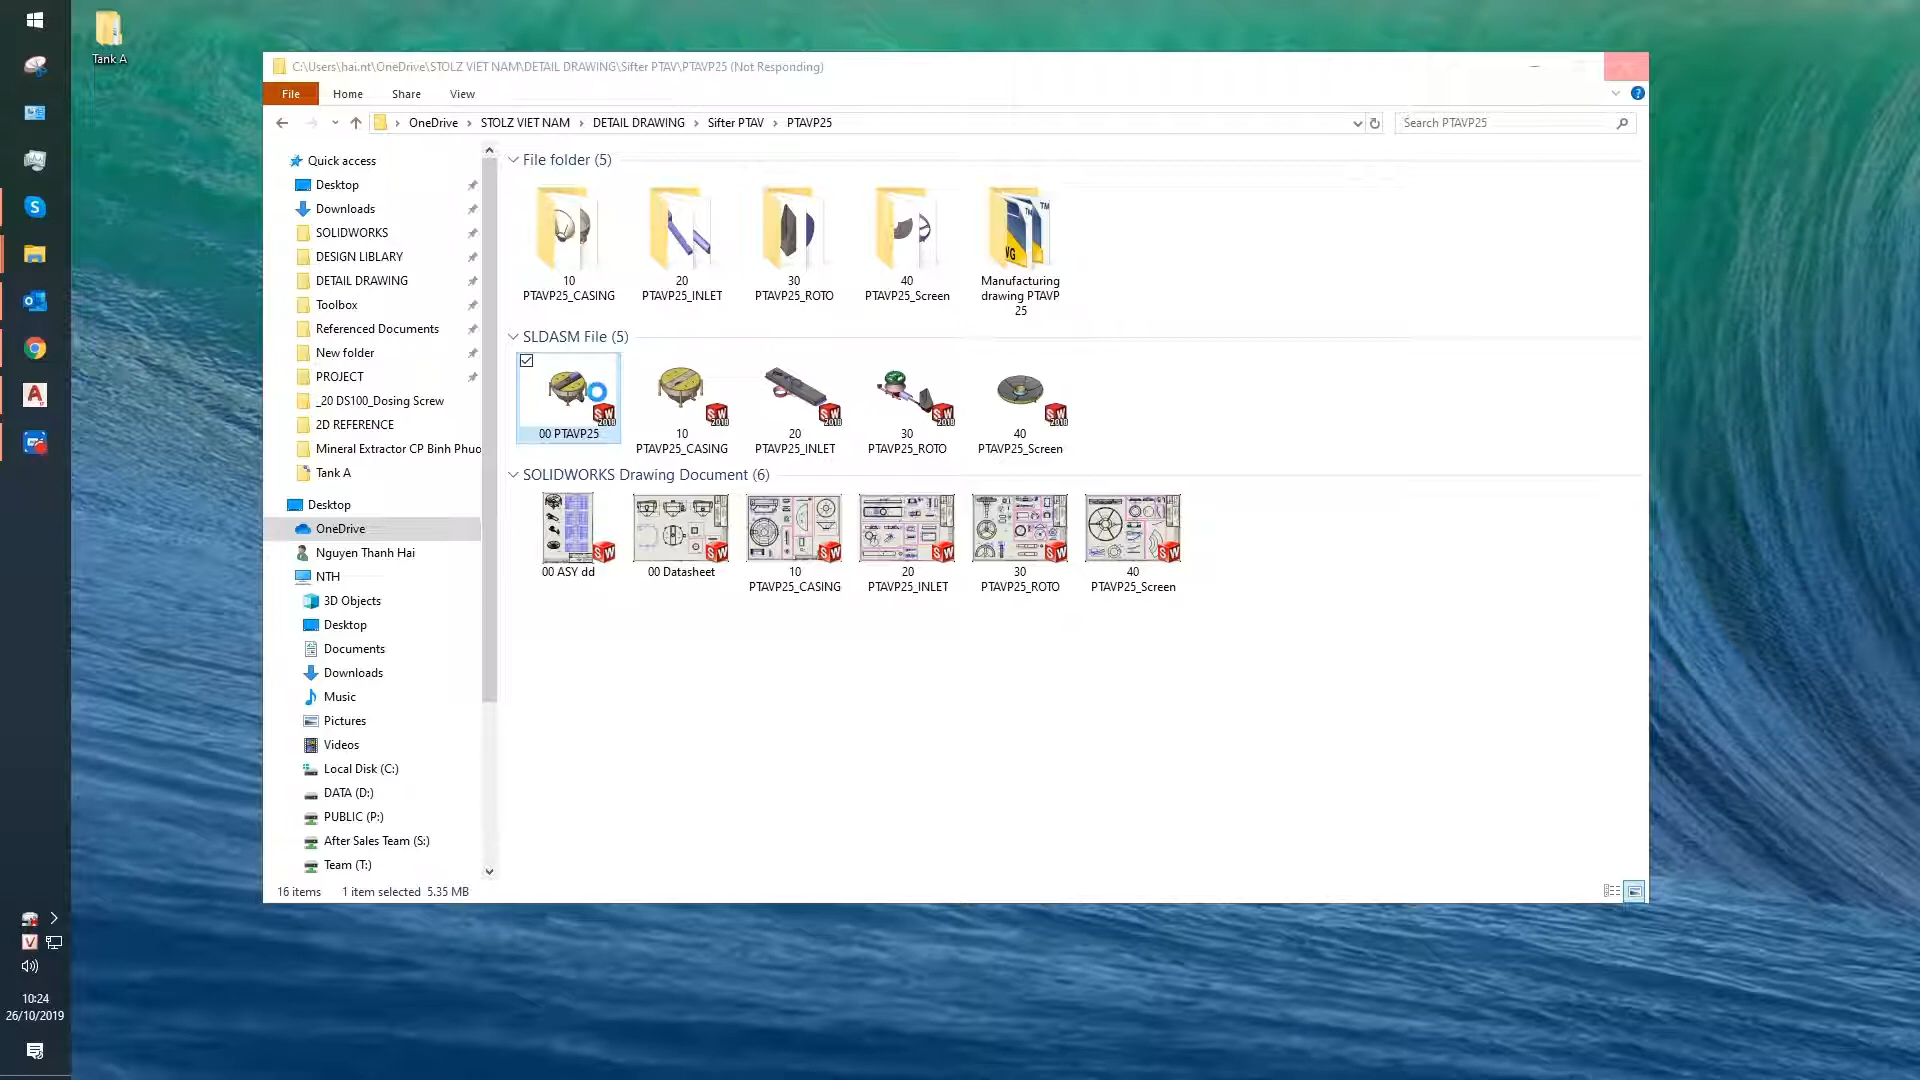 Tank A
C:\Users\hai.nt\OneDrive\STOLZ VIET NAM\DETAIL DRAWING\Sifter PTAV\PTAVP25 (Not Responding)
File
Home
Share
View
OneDrive
STOLZ VIET NAM
DETAIL DRAWING
Sifter PTAV
PTAVP25
Search PTAVP25
Quick access
Desktop
Downloads
SOLIDWORKS
DESIGN LIBRARY
DETAIL DRAWING
Toolbox
Referenced Documents
New folder
PROJECT
_20 DS100_Dosing Screw
2D REFERENCE
Mineral Extractor CP Binh Phuo
Tank A
Desktop
OneDrive
Nguyen Thanh Hai
NTH
3D Objects
Desktop
Documents
Downloads
Music
Pictures
Videos
Local Disk (C:)
DATA (D:)
PUBLIC (P:)
After Sales Team (S:)
Team (T:)
File folder (5)
10
PTAVP25_CASING
20
PTAVP25_INLET
30
PTAVP25_ROTO
40
PTAVP25_Screen
Manufacturing
drawing PTAVP
25
SLDASM File (5)
00 PTAVP25
10
PTAVP25_CASING
20
PTAVP25_INLET
30
PTAVP25_ROTO
40
PTAVP25_Screen
SOLIDWORKS Drawing Document (6)
00 ASY dd
00 Datasheet
10
PTAVP25_CASING
20
PTAVP25_INLET
30
PTAVP25_ROTO
40
PTAVP25_Screen
16 items
1 item selected 5.35 MB
10:24
26/10/2019